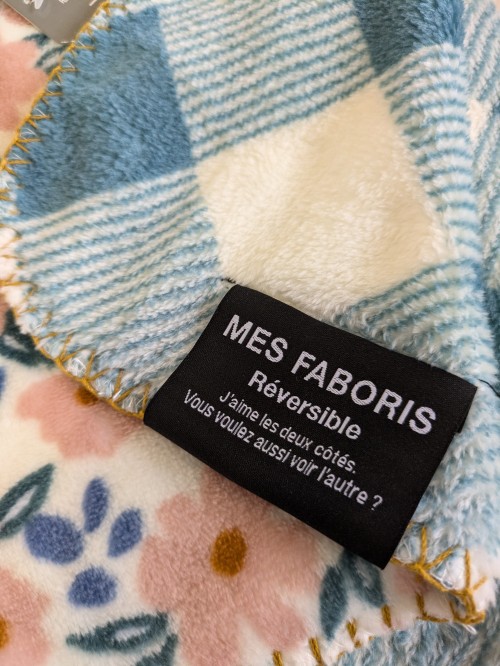 MES FABORIS
Réversible
J'aime les deux côtés.
Vous voulez aussi voir l'autre ?